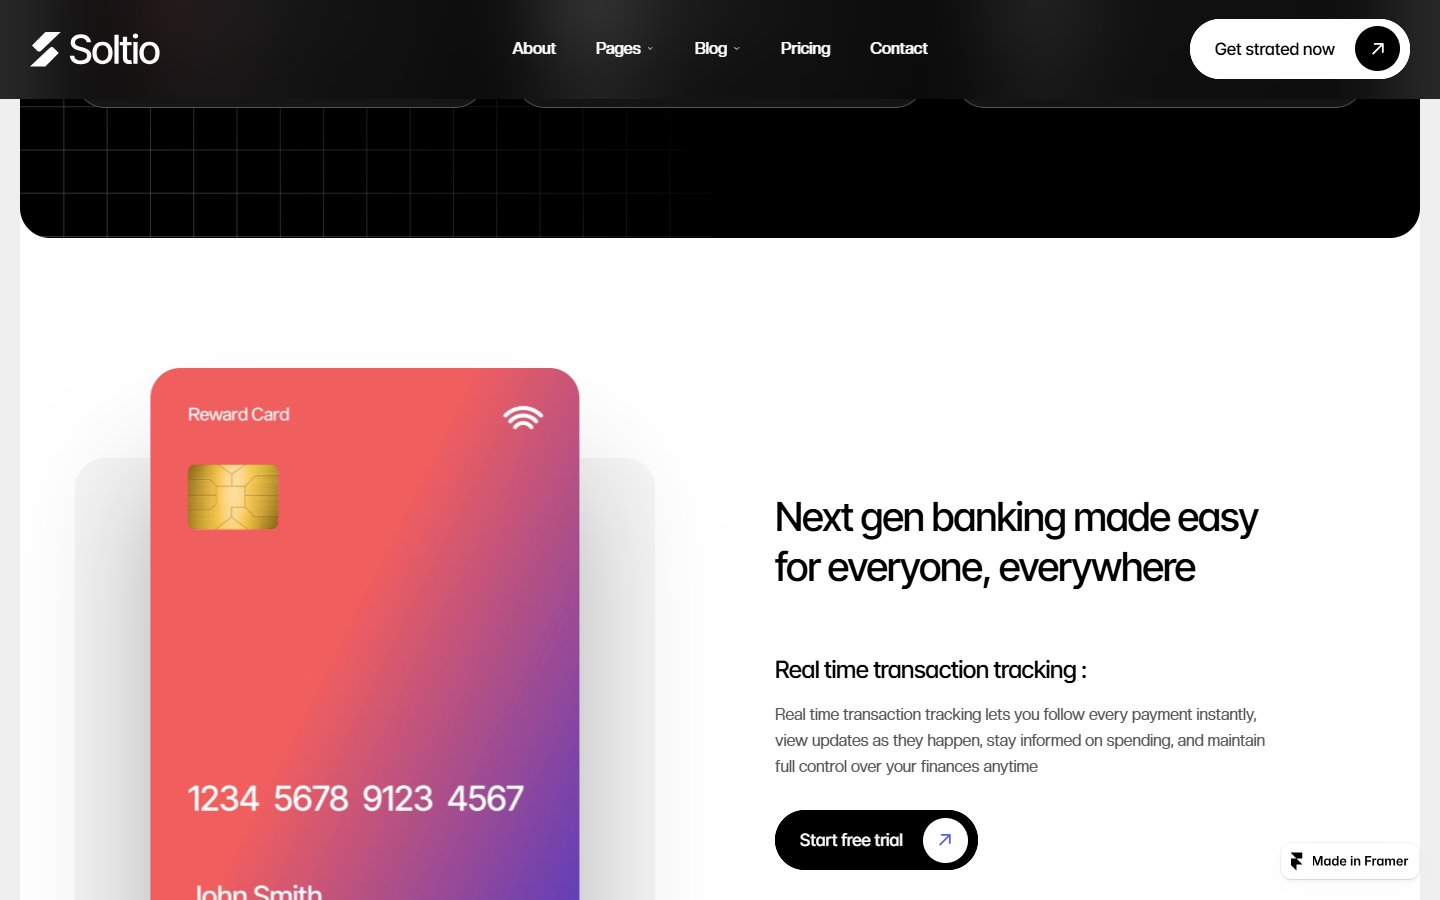 Soltio
About
Pages
Blog
Pricing
Contact
Get strated now
Reward Card
1234 5678 9123 4567
John Smith
Next gen banking made easy
for everyone, everywhere
Real time transaction tracking :
Real time transaction tracking lets you follow every payment instantly,
view updates as they happen, stay informed on spending, and maintain
full control over your finances anytime
Start free trial
Made in Framer